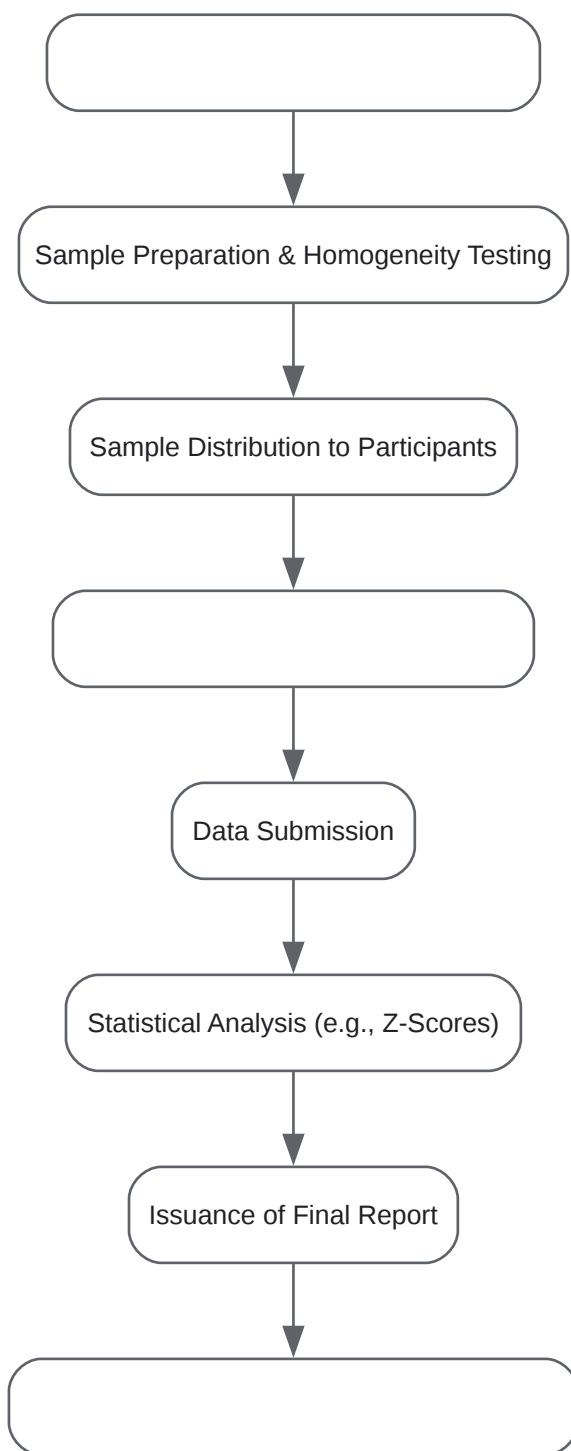 Sample Preparation & Homogeneity Testing
Sample Distribution to Participants
Data Submission
Statistical Analysis (e.g., Z-Scores)
Issuance of Final Report